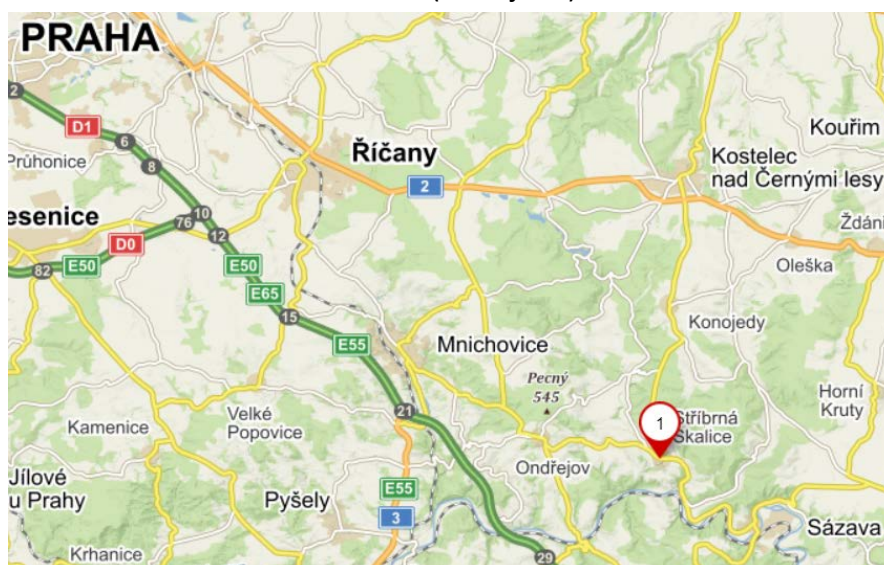 PRAHA
2
D1
6
Průhonice
8
Říčany
2
Kouřim
Kostelec
nad Černými lesy
esenice
76
10
D0
12
E50
82
E50
E65
15
E55
Ždáni
Oleška
Konojedy
Mnichovice
Pecný
545
21
Velké
Popovice
Kamenice
1
Stříbrná
Skalice
Horní
Kruty
Ondřejov
Jílové
u Prahy
Pyšely
E55
3
Sázava
Krhanice
29